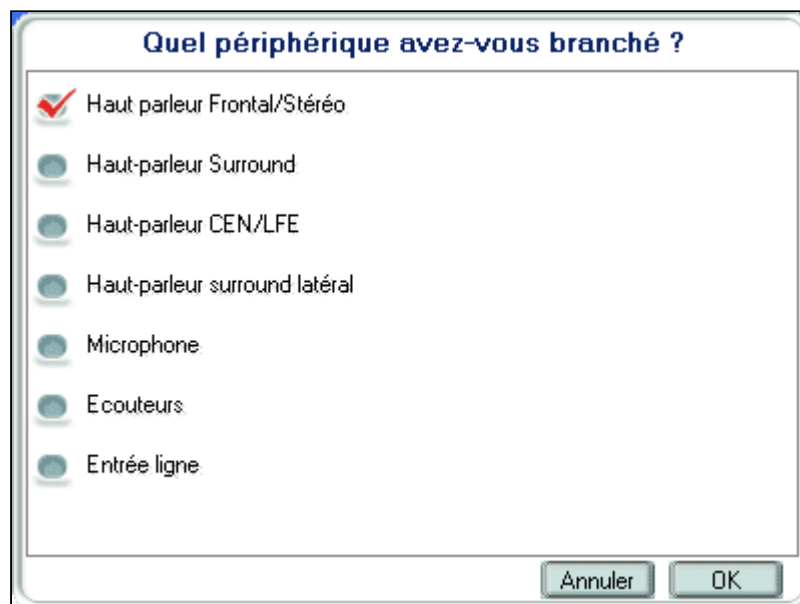 Quel périphérique avez-vous branché ?
Haut parleur Frontal/Stéréo
Haut-parleur Surround
Haut-parleur CEN/LFE
Haut-parleur surround latéral
Microphone
Ecouteurs
Entrée ligne
Annuler OK